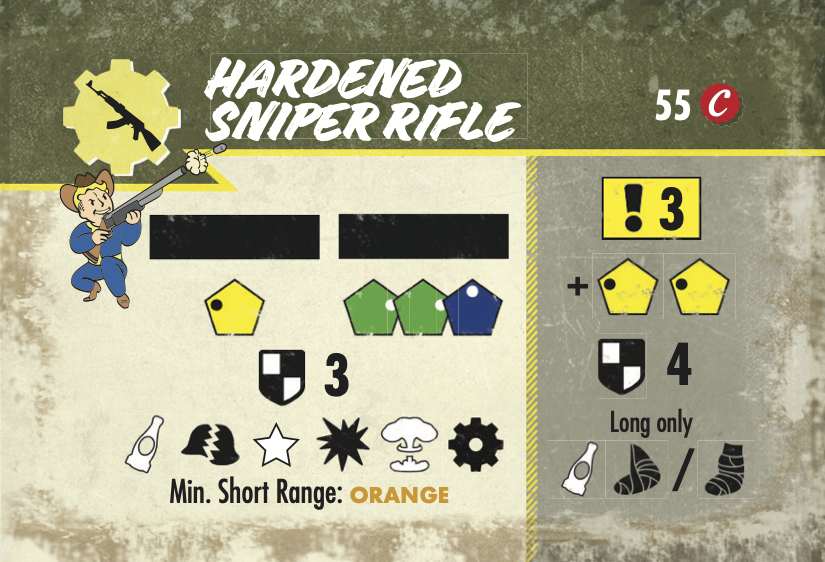 HARDENED
SNIPER RIFLE
55 C
! 3
+
3
4
Long only
/
Min. Short Range: ORANGE